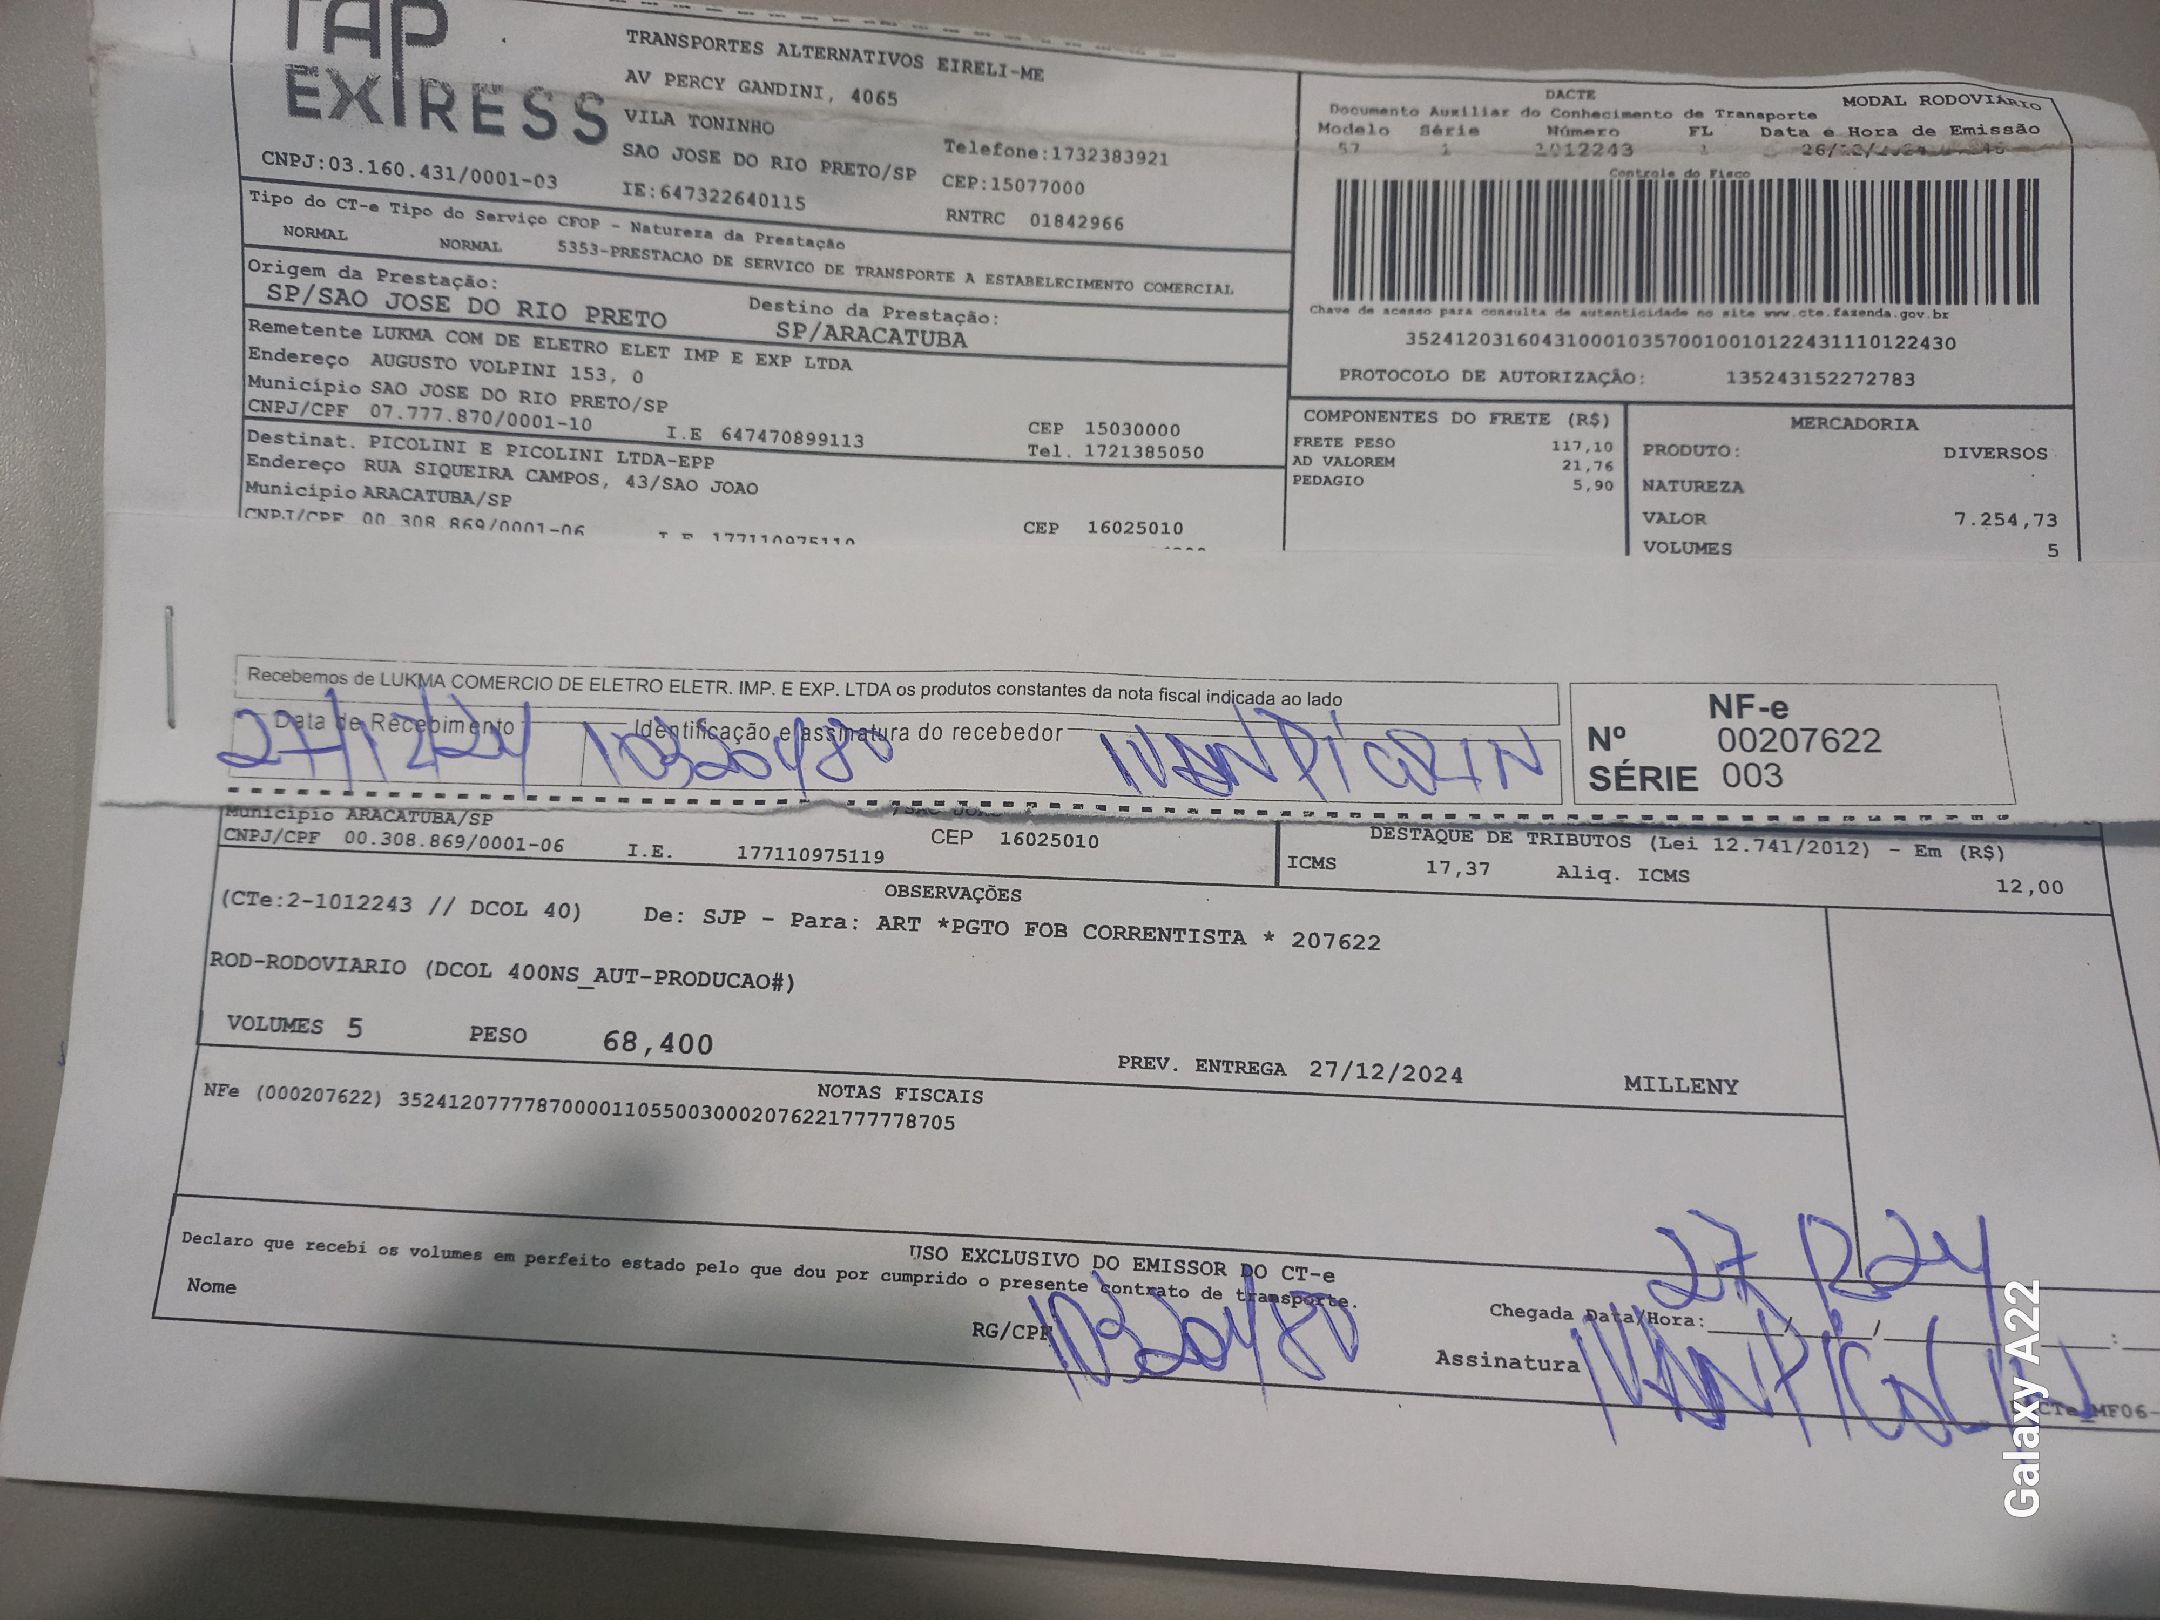 TAP
EXPRESS
CNPJ:03.160.431/0001-03
TRANSPORTES ALTERNATIVOS EIRELI-ME
AV PERCY GANDINI, 4065
VILA TONINHO
SAO JOSE DO RIO PRETO/SP
IE:647322640115
Telefone:1732383921
CEP:15077000
RNTRC 01842966
DACTE
MODAL RODOVIÁRIO
Documento Auxiliar do Conhecimento de Transporte
Modelo Série Número FL Data e Hora de Emissão
57 1 1012243 1
Controle do Fisco
Chave de acesso para consulta de autenticidade no site www.cte.fazenda.gov.br
35241203160431000103570010010122431110122430
PROTOCOLO DE AUTORIZAÇÃO: 135243152272783
Tipo do CT-e Tipo do Serviço CFOP - Natureza da Prestação
NORMAL NORMAL 5353-PRESTACAO DE SERVICO DE TRANSPORTE A ESTABELECIMENTO COMERCIAL
Origem da Prestação:
SP/SAO JOSE DO RIO PRETO
Destino da Prestação:
SP/ARACATUBA
Remetente LUKMA COM DE ELETRO ELET IMP E EXP LTDA
Endereço AUGUSTO VOLPINI 153, 0
Município SAO JOSE DO RIO PRETO/SP
CNPJ/CPF 07.777.870/0001-10 I.E 647470899113
CEP 15030000
Tel. 1721385050
Destinat. PICOLINI E PICOLINI LTDA-EPP
Endereço RUA SIQUEIRA CAMPOS, 43/SAO JOAO
Município ARACATUBA/SP
CNPJ/CPF 00.308.869/0001-06 CEP 16025010
COMPONENTES DO FRETE (R$)
FRETE PESO 117,10
AD VALOREM 21,76
PEDAGIO 5,90
MERCADORIA
PRODUTO: DIVERSOS
NATUREZA
VALOR 7.254,73
VOLUMES 5
Recebemos de LUKMA COMERCIO DE ELETRO ELETR. IMP. E EXP. LTDA os produtos constantes da nota fiscal indicada ao lado
Data de Recebimento Identificação e assinatura do recebedor
27/12/24 10320480
NF-e
Nº 00207622
SÉRIE 003
Município ARACATUBA/SP
CNPJ/CPF 00.308.869/0001-06 I.E. 177110975119 CEP 16025010
DESTAQUE DE TRIBUTOS (Lei 12.741/2012) - Em (R$)
ICMS 17,37 Aliq. ICMS 12,00
OBSERVAÇÕES
(CTe:2-1012243 // DCOL 40) De: SJP - Para: ART *PGTO FOB CORRENTISTA * 207622
ROD-RODOVIARIO (DCOL 400NS_AUT-PRODUCAO#)
VOLUMES 5 PESO 68,400
PREV. ENTREGA 27/12/2024 MILLENY
NOTAS FISCAIS
NFe (000207622) 35241207777870000110550030002076221777778705
USO EXCLUSIVO DO EMISSOR DO CT-e
Declaro que recebi os volumes em perfeito estado pelo que dou por cumprido o presente contrato de transporte.
Nome
RG/CPF 10320480
Chegada Data/Hora:
27 12 24
Assinatura
Galaxy A22